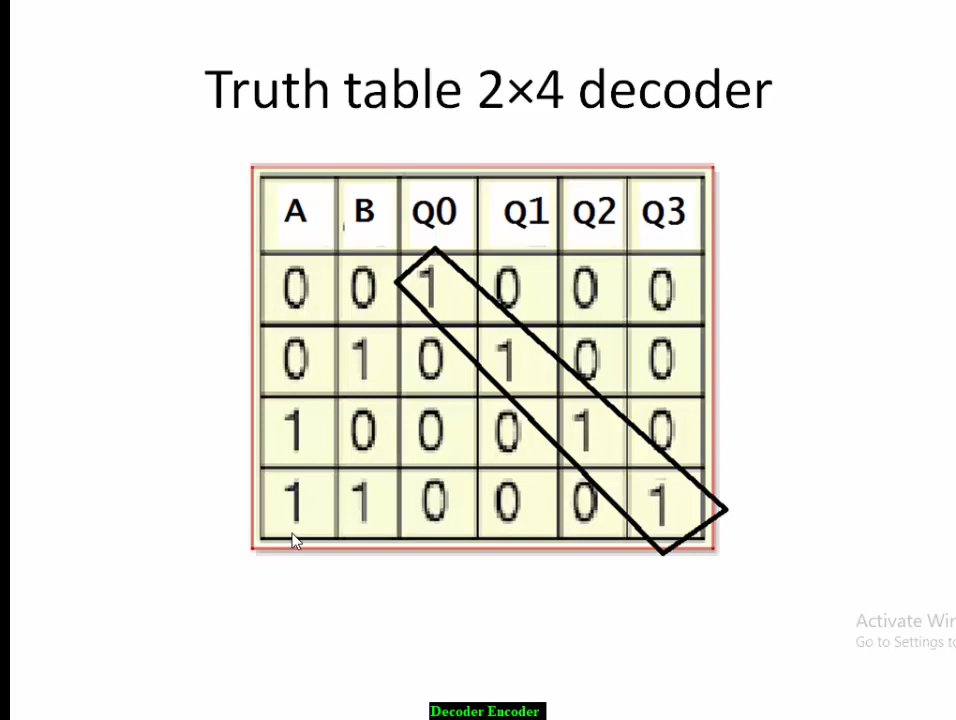 Truth table 2×4 decoder
A B Q0 Q1 Q2 Q3
0 0 1 0 0 0
0 1 0 1 0 0
1 0 0 0 1 0
1 1 0 0 0 1
Activate Win
Go to Settings to
Decoder Encoder